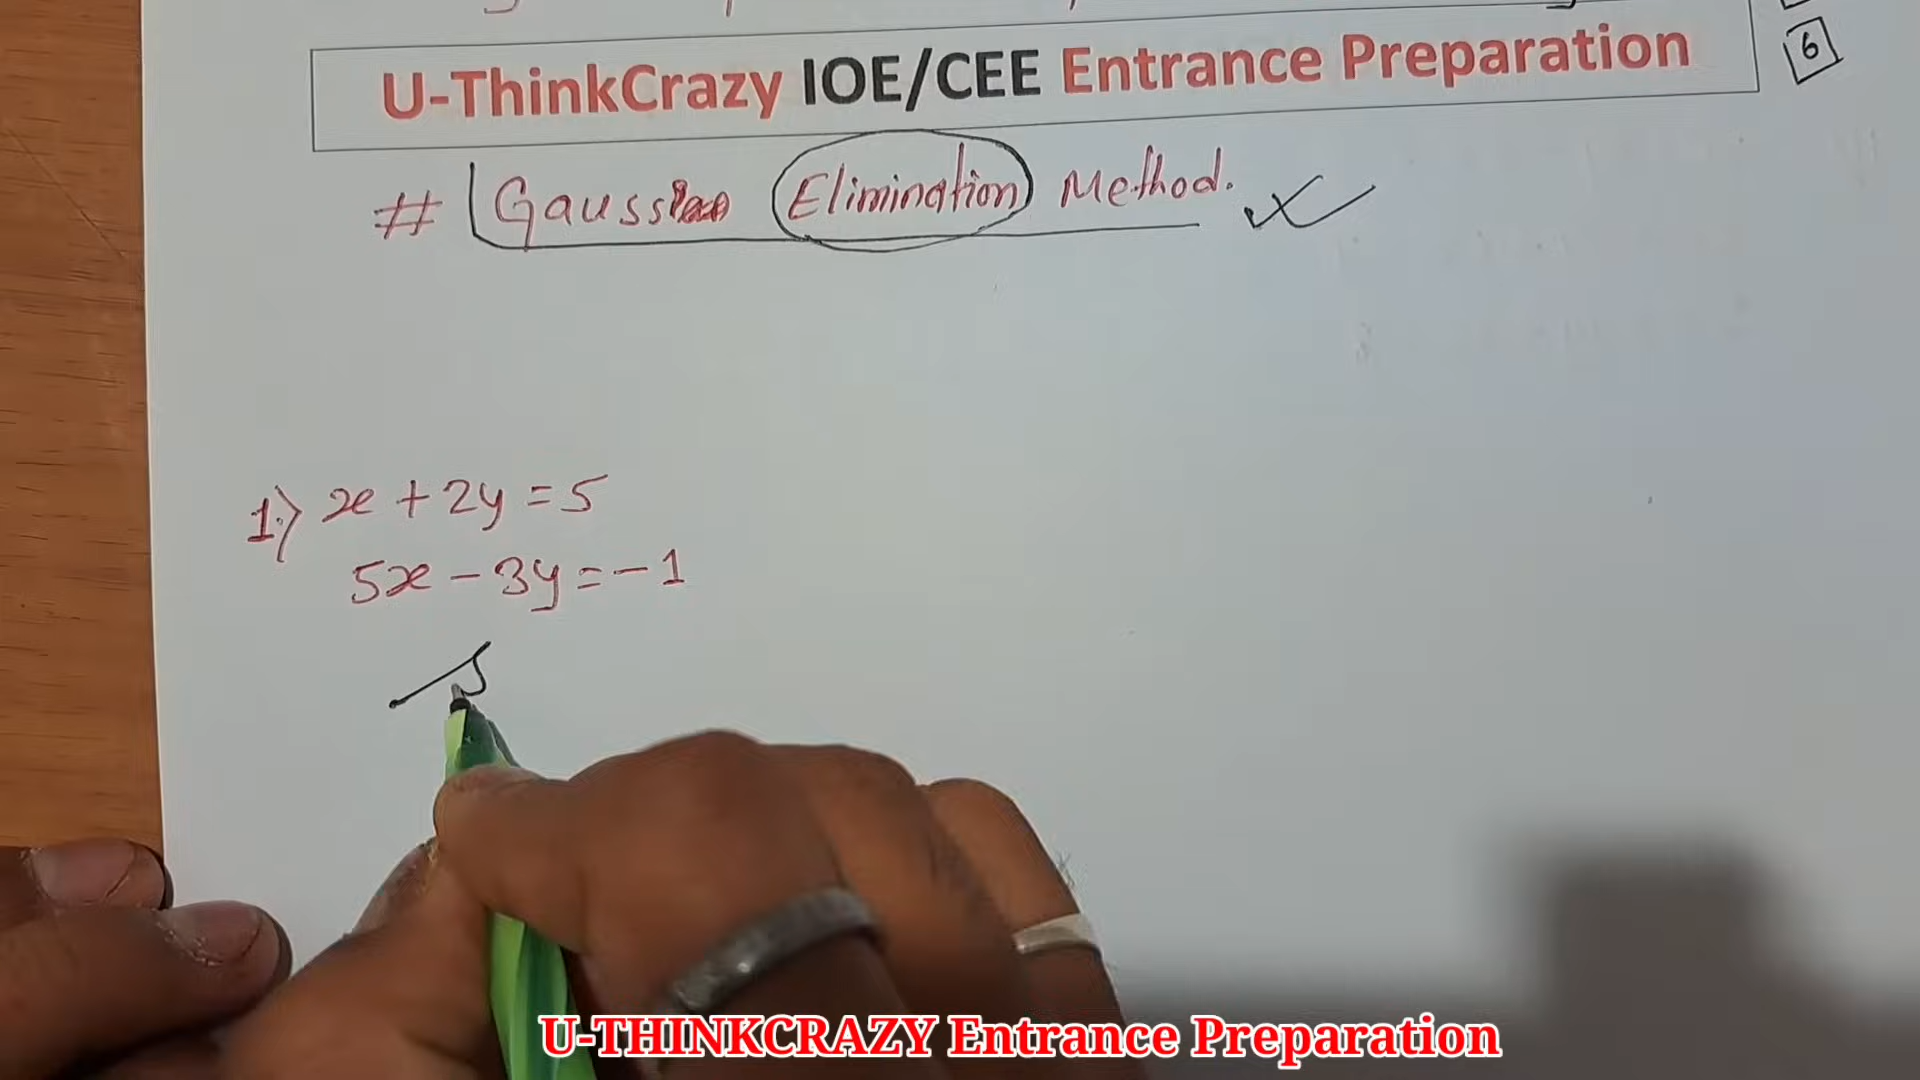 6
U-ThinkCrazy IOE/CEE Entrance Preparation
# Gaussian Elimination Method.
1.) x + 2y = 5
5x - 3y = -1
U-THINKCRAZY Entrance Preparation